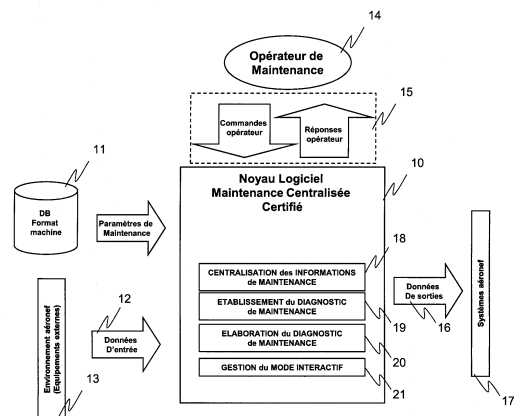 14
Opérateur de
Maintenance
15
Commandes
opérateur
Réponses
opérateur
11
10
Noyau Logiciel
Maintenance Centralisée
Certifié
DB
Format
machine
Paramètres de
Maintenance
18
CENTRALISATION des INFORMATIONS
de MAINTENANCE
ETABLISSEMENT du DIAGNOSTIC
de MAINTENANCE
19
ELABORATION du DIAGNOSTIC
de MAINTENANCE
20
GESTION du MODE INTERACTIF
21
Données
De sorties
16
Systèmes aéronef
17
Environnement aéronef
(Equipements externes)
12
Données
D'entrée
13